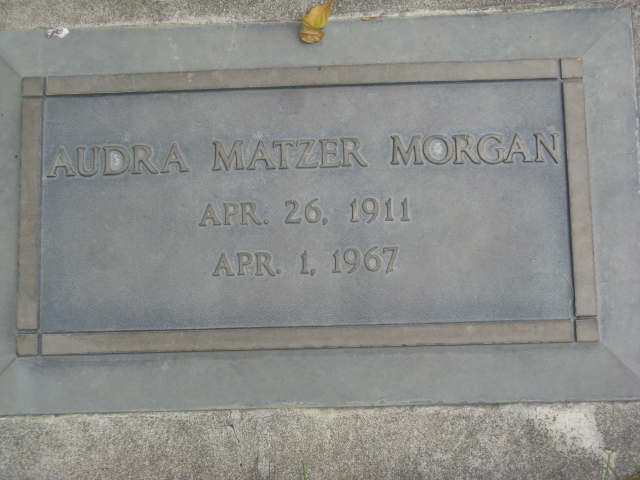 AUDRA MATZER MORGAN
APR. 26, 1911
APR. 1, 1967